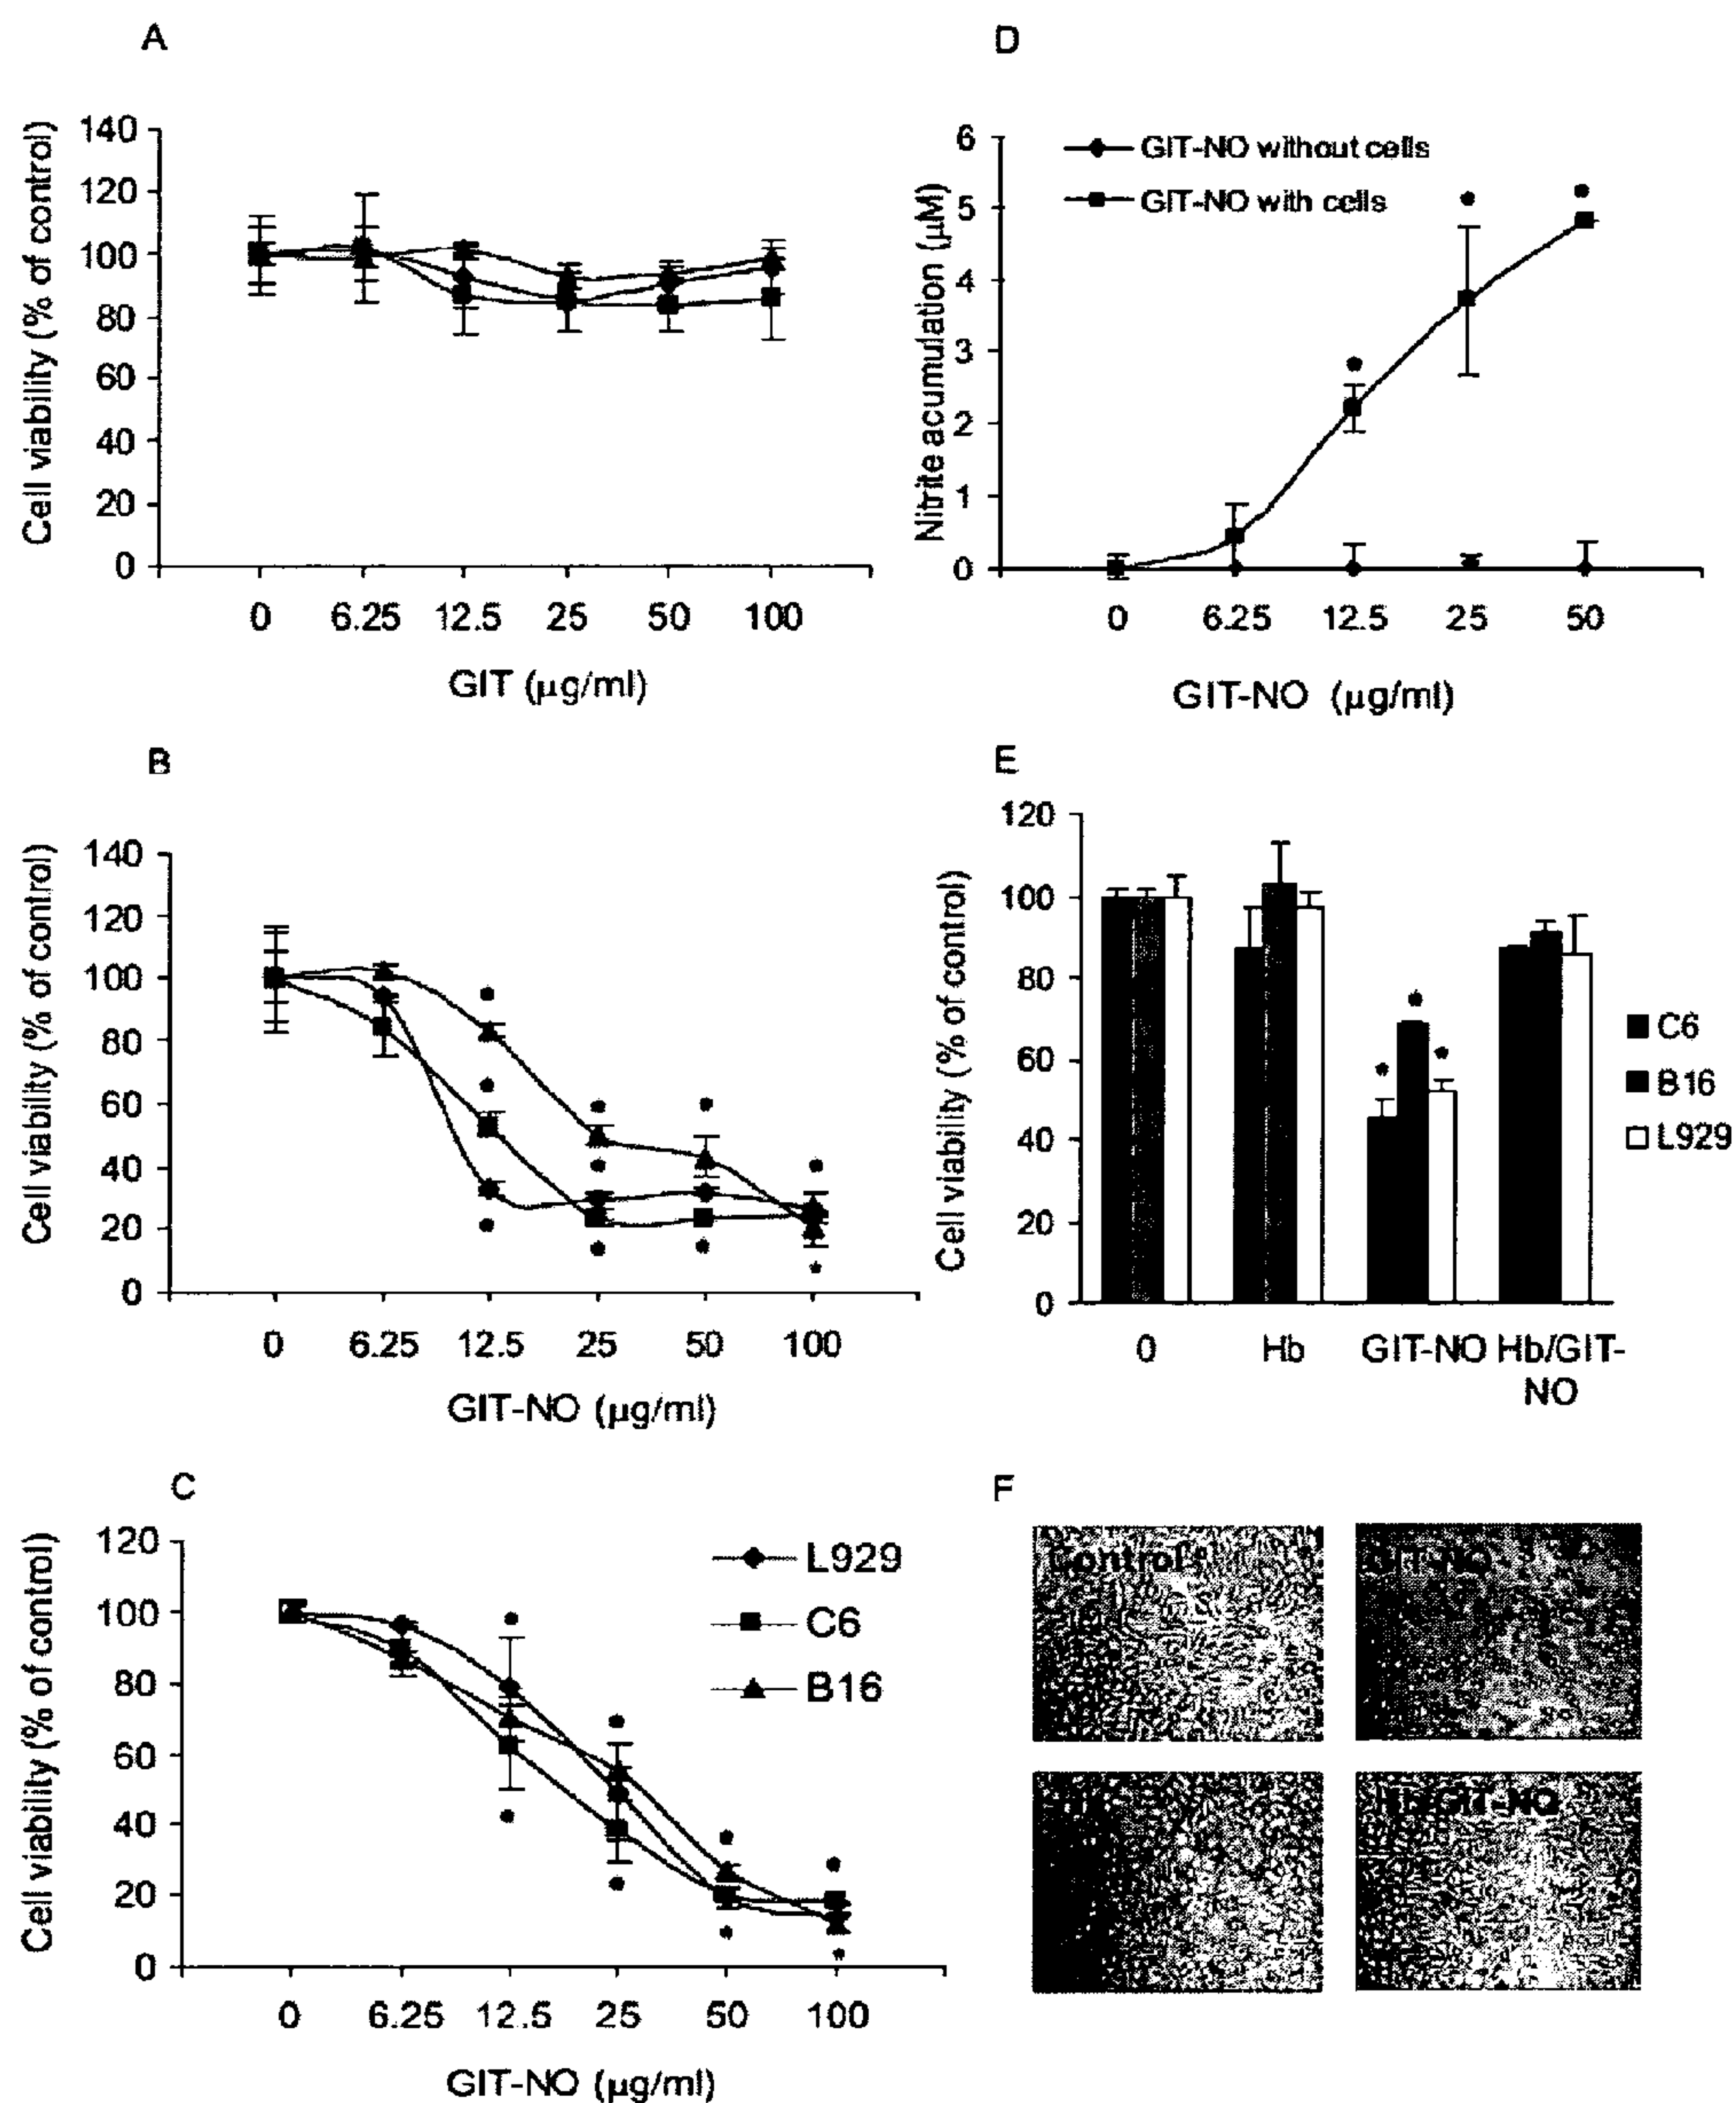 A
Cell viability (% of control)
140
120
100
80
60
40
20
0
0 6.25 12.5 25 50 100
GIT (µg/ml)
B
Cell viability (% of control)
140
120
100
80
60
40
20
0
0 6.25 12.5 25 50 100
GIT-NO (µg/ml)
C
Cell viability (% of control)
120
100
80
60
40
20
0
L929
C6
B16
0 6.25 12.5 25 50 100
GIT-NO (µg/ml)
D
Nitrite acumulation (µM)
6
5
4
3
2
1
0
GIT-NO without cells
GIT-NO with cells
0 6.25 12.5 25 50
GIT-NO (µg/ml)
E
Cell viability (% of control)
120
100
80
60
40
20
0
C6
B16
L929
0 Hb GIT-NO Hb/GIT-
NO
F
Control
GIT-NO
Hb/GIT-NO